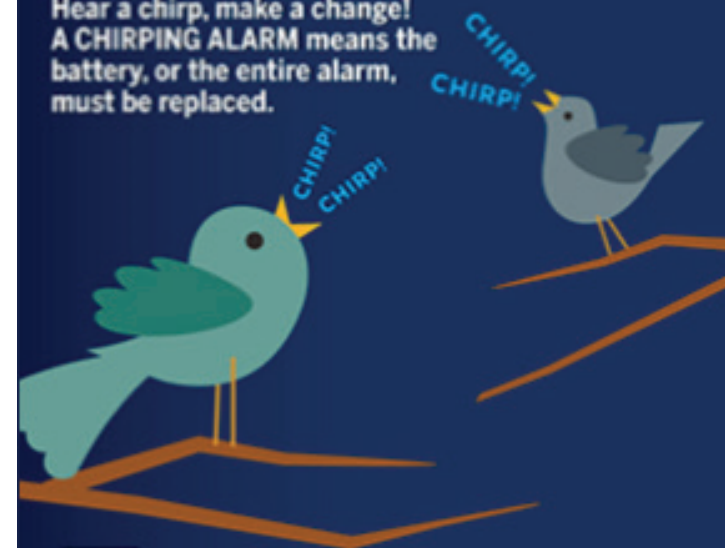 Hear a chirp, make a change!
A CHIRPING ALARM means the
battery, or the entire alarm,
must be replaced.
CHIRP!
CHIRP!
CHIRP!
CHIRP!